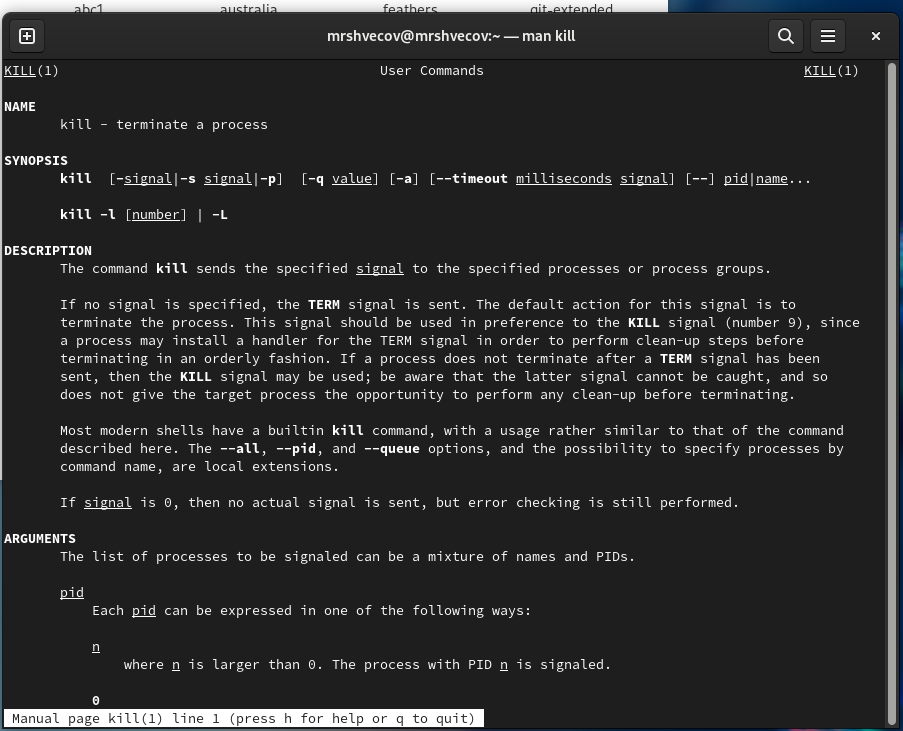 abc1 australia feathers git-extended
mrshvecov@mrshvecov:~ — man kill
KILL(1) User Commands KILL(1)
NAME
kill - terminate a process
SYNOPSIS
kill [-signal|-s signal|-p] [-q value] [-a] [--timeout milliseconds signal] [--] pid|name...
kill -l [number] | -L
DESCRIPTION
The command kill sends the specified signal to the specified processes or process groups.
If no signal is specified, the TERM signal is sent. The default action for this signal is to
terminate the process. This signal should be used in preference to the KILL signal (number 9), since
a process may install a handler for the TERM signal in order to perform clean-up steps before
terminating in an orderly fashion. If a process does not terminate after a TERM signal has been
sent, then the KILL signal may be used; be aware that the latter signal cannot be caught, and so
does not give the target process the opportunity to perform any clean-up before terminating.
Most modern shells have a builtin kill command, with a usage rather similar to that of the command
described here. The --all, --pid, and --queue options, and the possibility to specify processes by
command name, are local extensions.
If signal is 0, then no actual signal is sent, but error checking is still performed.
ARGUMENTS
The list of processes to be signaled can be a mixture of names and PIDs.
pid
Each pid can be expressed in one of the following ways:
n
where n is larger than 0. The process with PID n is signaled.
0
Manual page kill(1) line 1 (press h for help or q to quit)